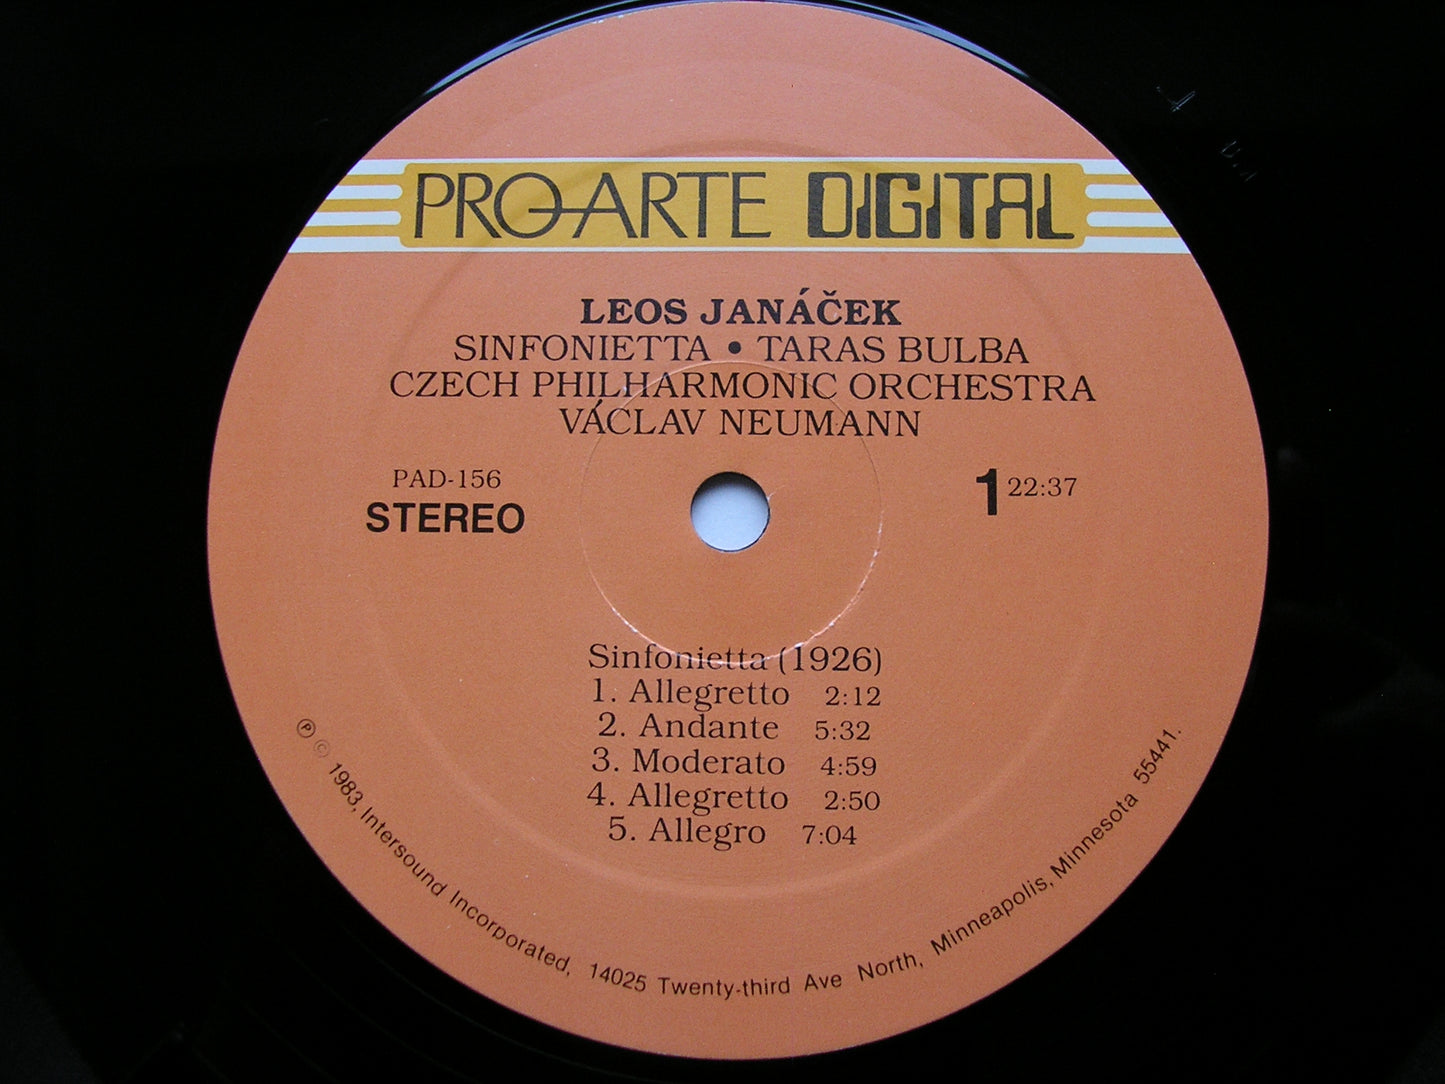 PRO ARTE DIGITAL
LEOS JANÁČEK
SINFONIETTA • TARAS BULBA
CZECH PHILHARMONIC ORCHESTRA
VÁCLAV NEUMANN
PAD-156
STEREO
1 22:37
Sinfonietta (1926)
1. Allegretto 2:12
2. Andante 5:32
3. Moderato 4:59
4. Allegretto 2:50
5. Allegro 7:04
℗ © 1983, Intersound Incorporated, 14025 Twenty-third Ave North, Minneapolis, Minnesota 55441.